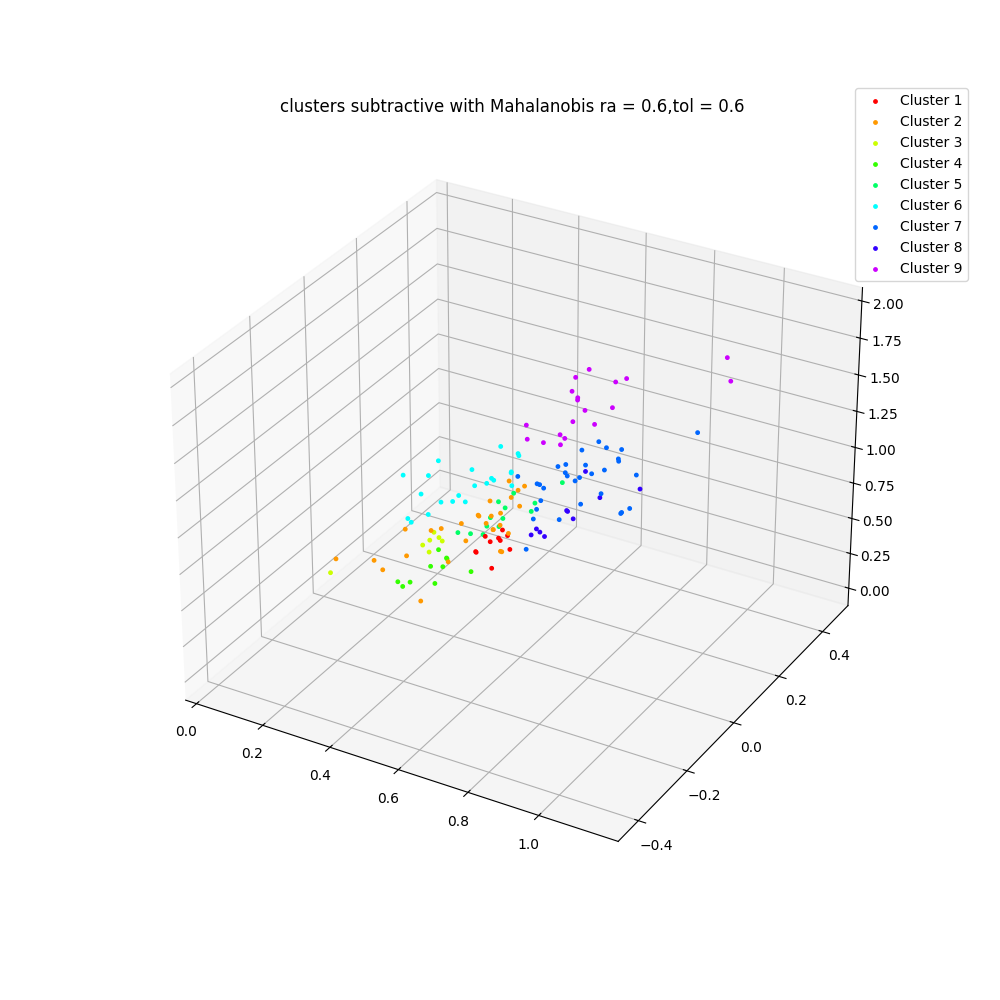 clusters subtractive with Mahalanobis ra = 0.6,tol = 0.6
Cluster 1
Cluster 2
Cluster 3
Cluster 4
Cluster 5
Cluster 6
Cluster 7
Cluster 8
Cluster 9
2.00
1.75
1.50
1.25
1.00
0.75
0.50
0.25
0.00
0.4
0.2
0.0
−0.2
−0.4
0.0
0.2
0.4
0.6
0.8
1.0